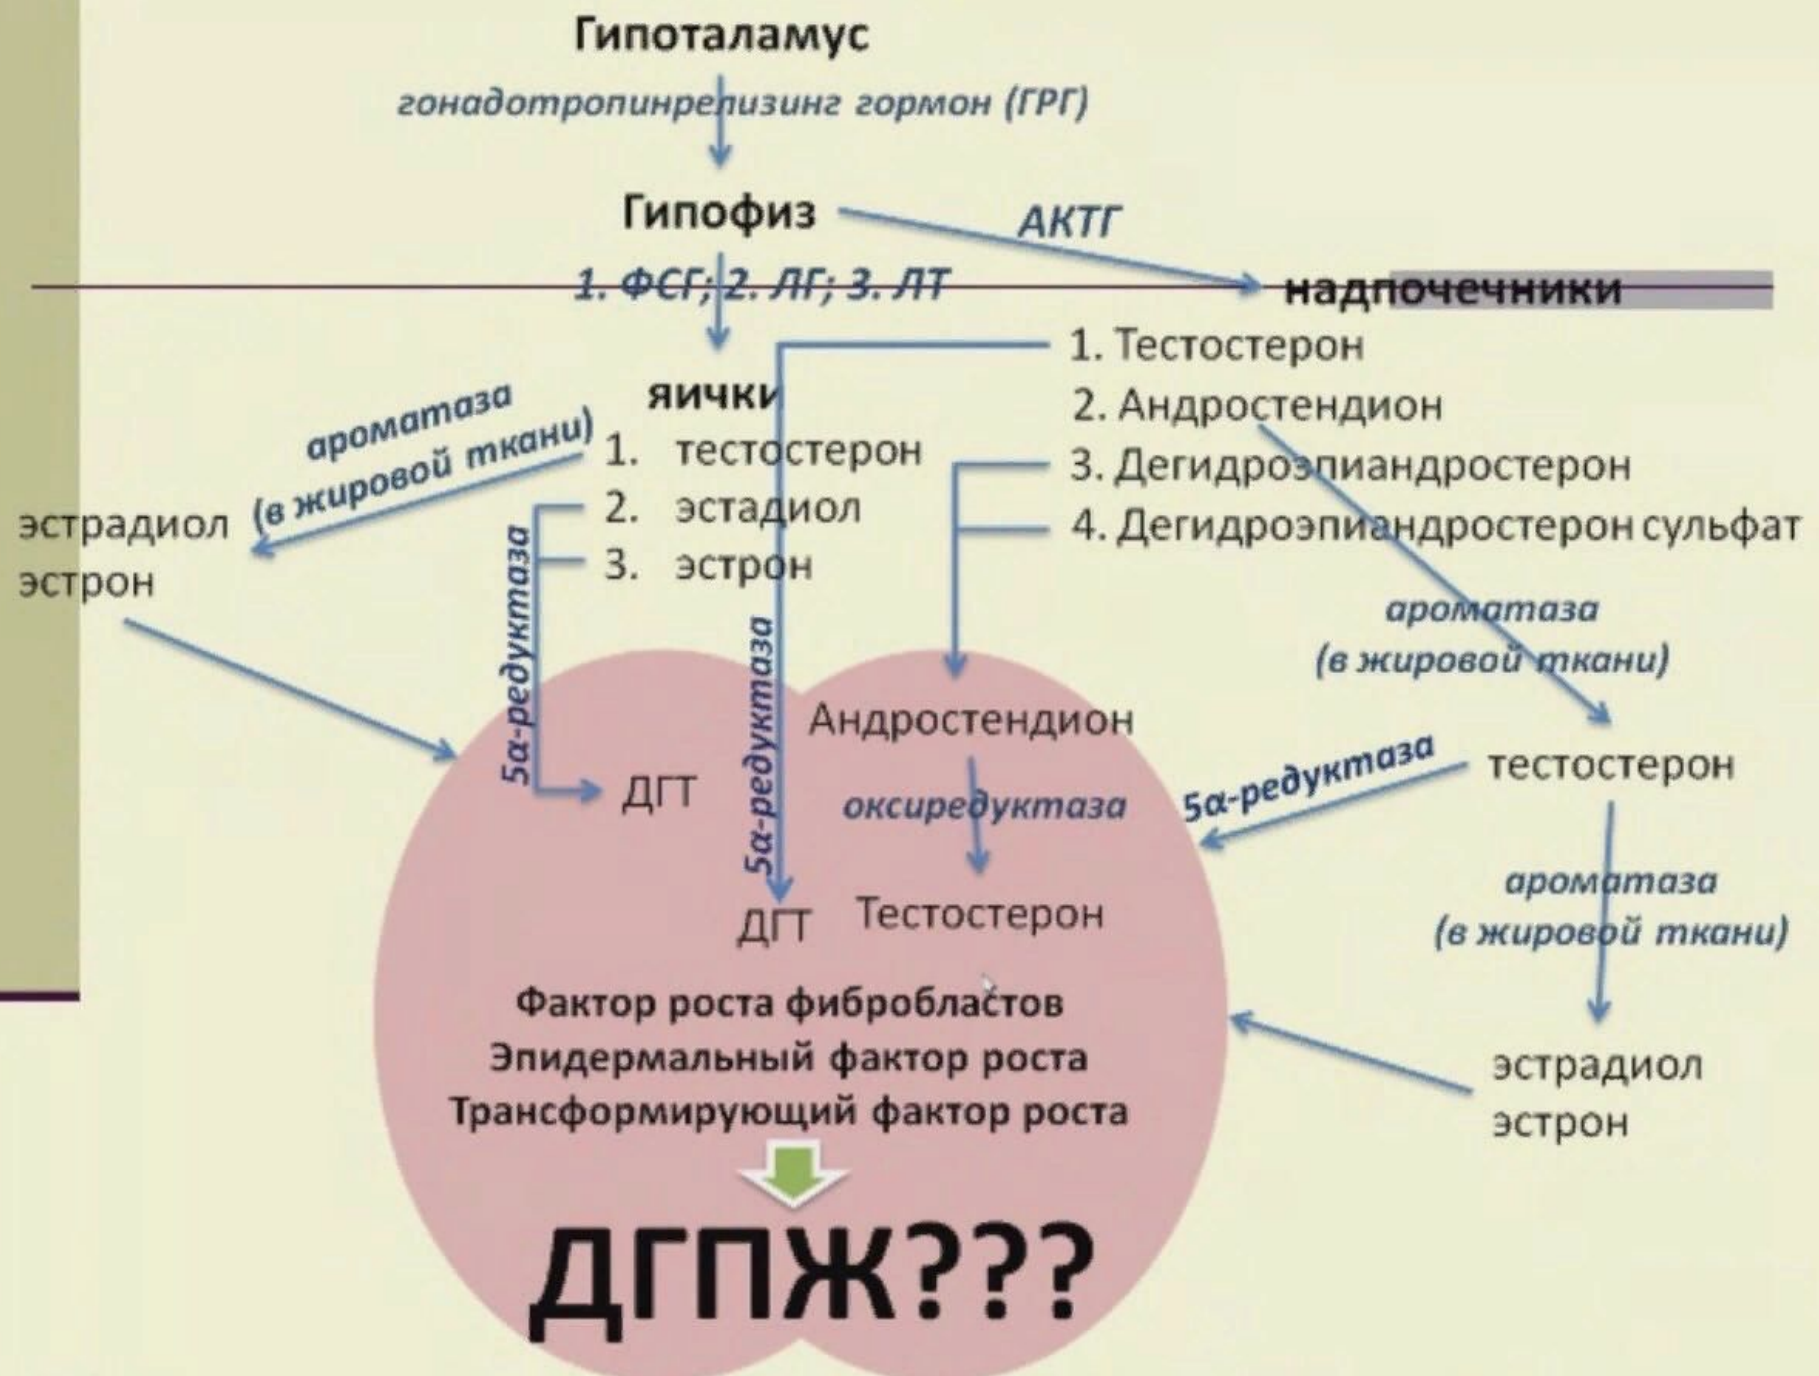 Гипоталамус
гонадотропинрелизинг гормон (ГРГ)
Гипофиз
АКТГ
1. ФСГ; 2. ЛГ; 3. ЛТ
надпочечники
1. Тестостерон
2. Андростендион
3. Дегидроэпиандростерон
4. Дегидроэпиандростерон сульфат
яички
1. тестостерон
2. эстадиол
3. эстрон
ароматаза
(в жировой ткани)
эстрадиол
эстрон
5α-редуктаза
5α-редуктаза
ароматаза
(в жировой ткани)
Андростендион
оксиредуктаза
Тестостерон
ДГТ
ДГТ
5α-редуктаза
тестостерон
ароматаза
(в жировой ткани)
эстрадиол
эстрон
Фактор роста фибробластов
Эпидермальный фактор роста
Трансформирующий фактор роста
ДГПЖ???